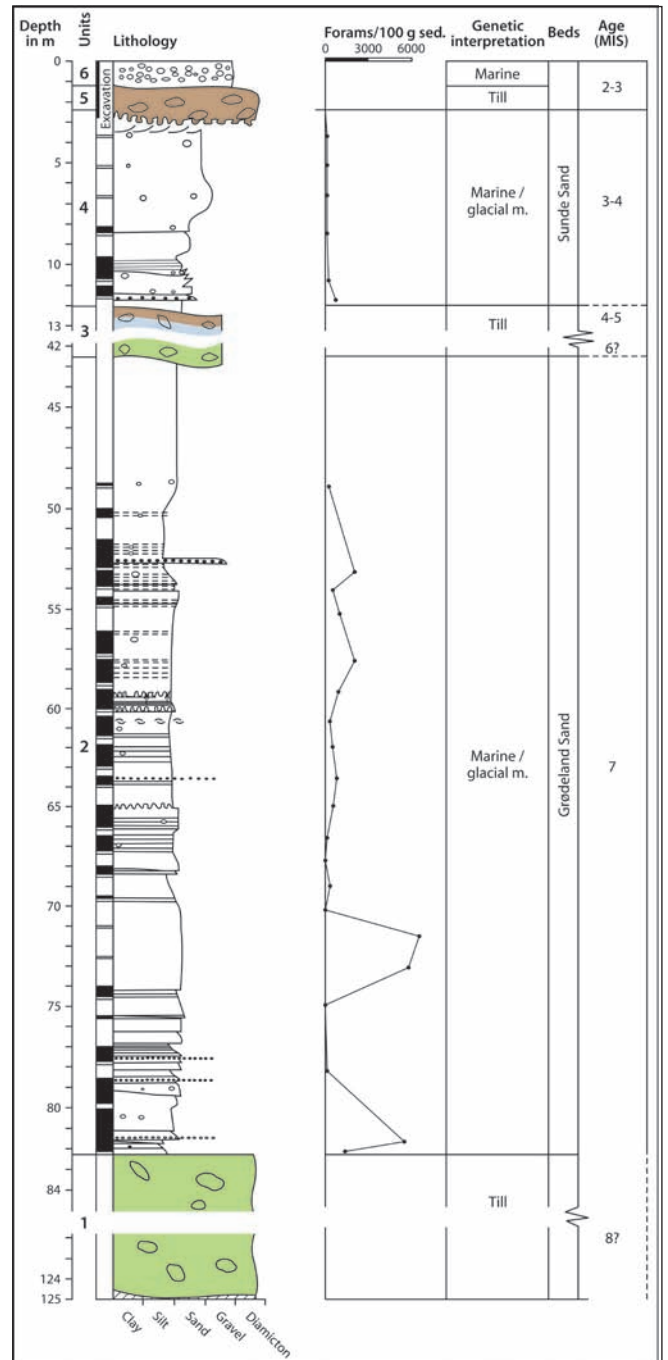 Depth in m
Units
Lithology
Forams/100 g sed.
0 3000 6000
Genetic interpretation
Beds
Age (MIS)
0
5
10
13
42
45
50
55
60
65
70
75
80
84
124
125
6
5
4
3
2
1
Excavation
Clay
Silt
Sand
Gravel
Diamicton
Marine
Till
Marine / glacial m.
Till
Marine / glacial m.
Till
Sunde Sand
Grødeland Sand
2-3
3-4
4-5
6?
7
8?